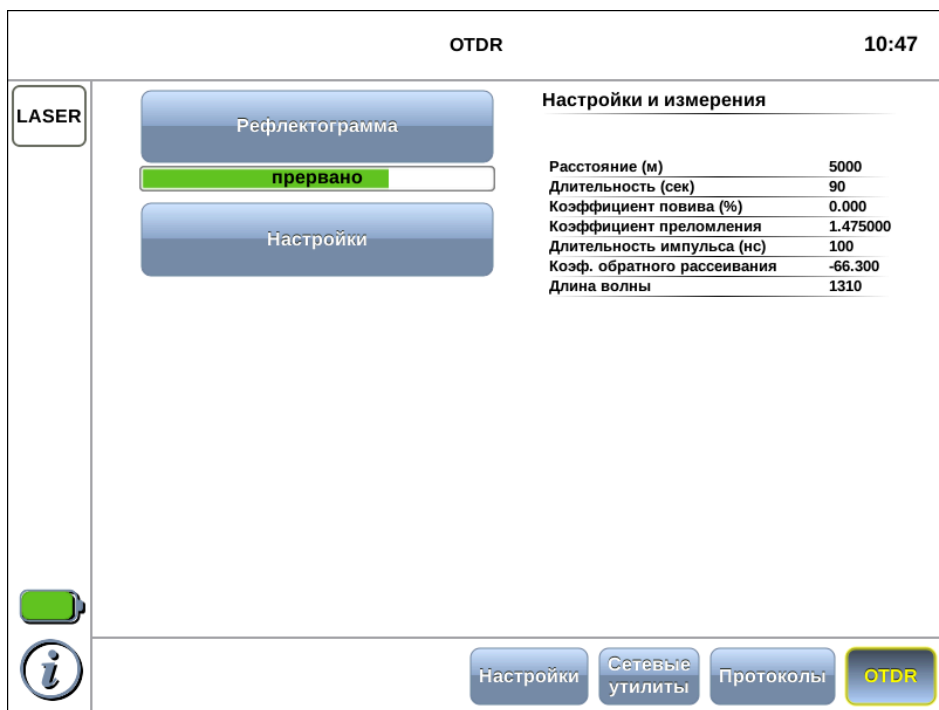 OTDR
10:47
LASER
Рефлектограмма
прервано
Настройки
Настройки и измерения
Расстояние (м) 5000
Длительность (сек) 90
Коэффициент повива (%) 0.000
Коэффициент преломления 1.475000
Длительность импульса (нс) 100
Коэф. обратного рассеивания -66.300
Длина волны 1310
i
Настройки
Сетевые
утилиты
Протоколы
OTDR